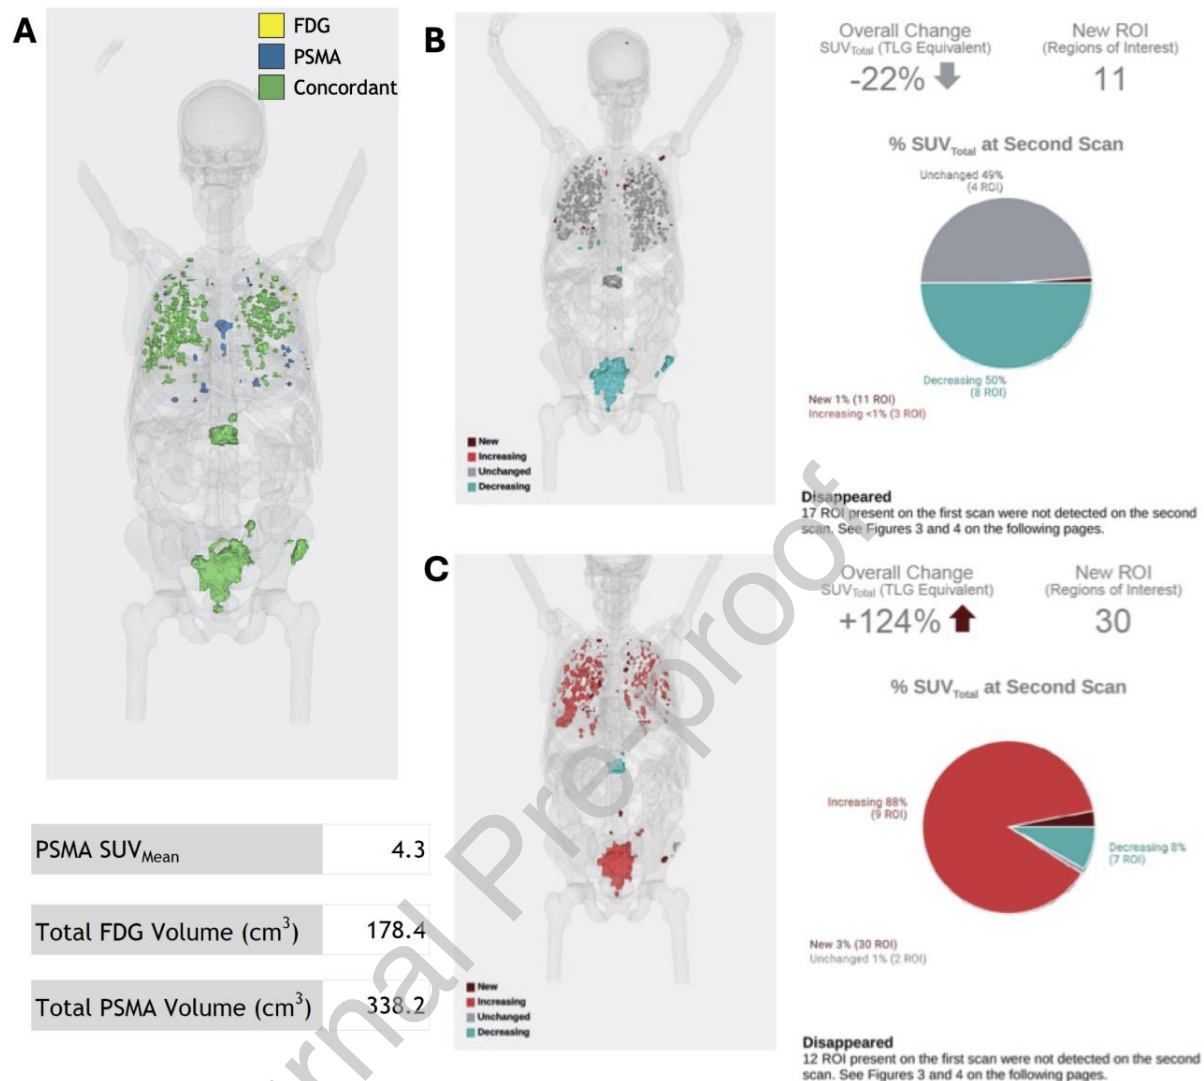 A
FDG
PSMA
Concordant
PSMA SUVMean
4.3
Total FDG Volume (cm3)
178.4
Total PSMA Volume (cm3)
338.2
B
New
Increasing
Unchanged
Decreasing
Overall Change
SUVTotal (TLG Equivalent)
-22%
New ROI
(Regions of Interest)
11
% SUVTotal at Second Scan
Unchanged 49%
(4 ROI)
Decreasing 50%
(8 ROI)
New 1% (11 ROI)
Increasing <1% (3 ROI)
Disappeared
17 ROI present on the first scan were not detected on the second
scan. See Figures 3 and 4 on the following pages.
C
New
Increasing
Unchanged
Decreasing
Overall Change
SUVTotal (TLG Equivalent)
+124%
New ROI
(Regions of Interest)
30
% SUVTotal at Second Scan
Increasing 88%
(9 ROI)
Decreasing 8%
(7 ROI)
New 3% (30 ROI)
Unchanged 1% (2 ROI)
Disappeared
12 ROI present on the first scan were not detected on the second
scan. See Figures 3 and 4 on the following pages.
rnal Pre-proof